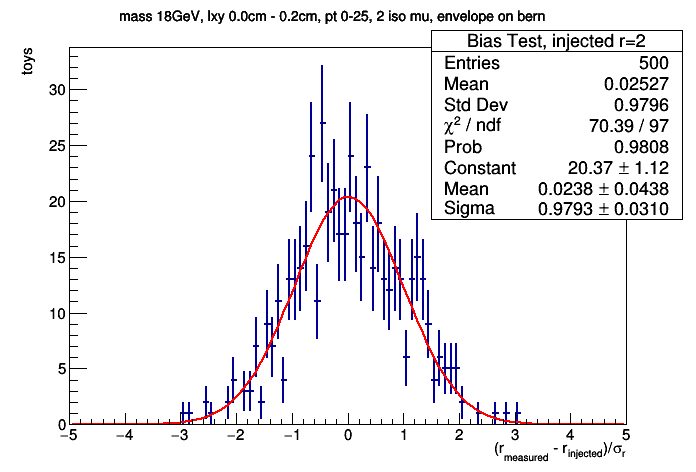 mass 18GeV, lxy 0.0cm - 0.2cm, pt 0-25, 2 iso mu, envelope on bern
Bias Test, injected r=2
Entries 500
Mean 0.02527
Std Dev 0.9796
χ² / ndf 70.39 / 97
Prob 0.9808
Constant 20.37 ± 1.12
Mean 0.0238 ± 0.0438
Sigma 0.9793 ± 0.0310
toys
30
25
20
15
10
5
0
−5 −4 −3 −2 −1 0 1 2 3 4 5
(r_measured - r_injected)/σ_r